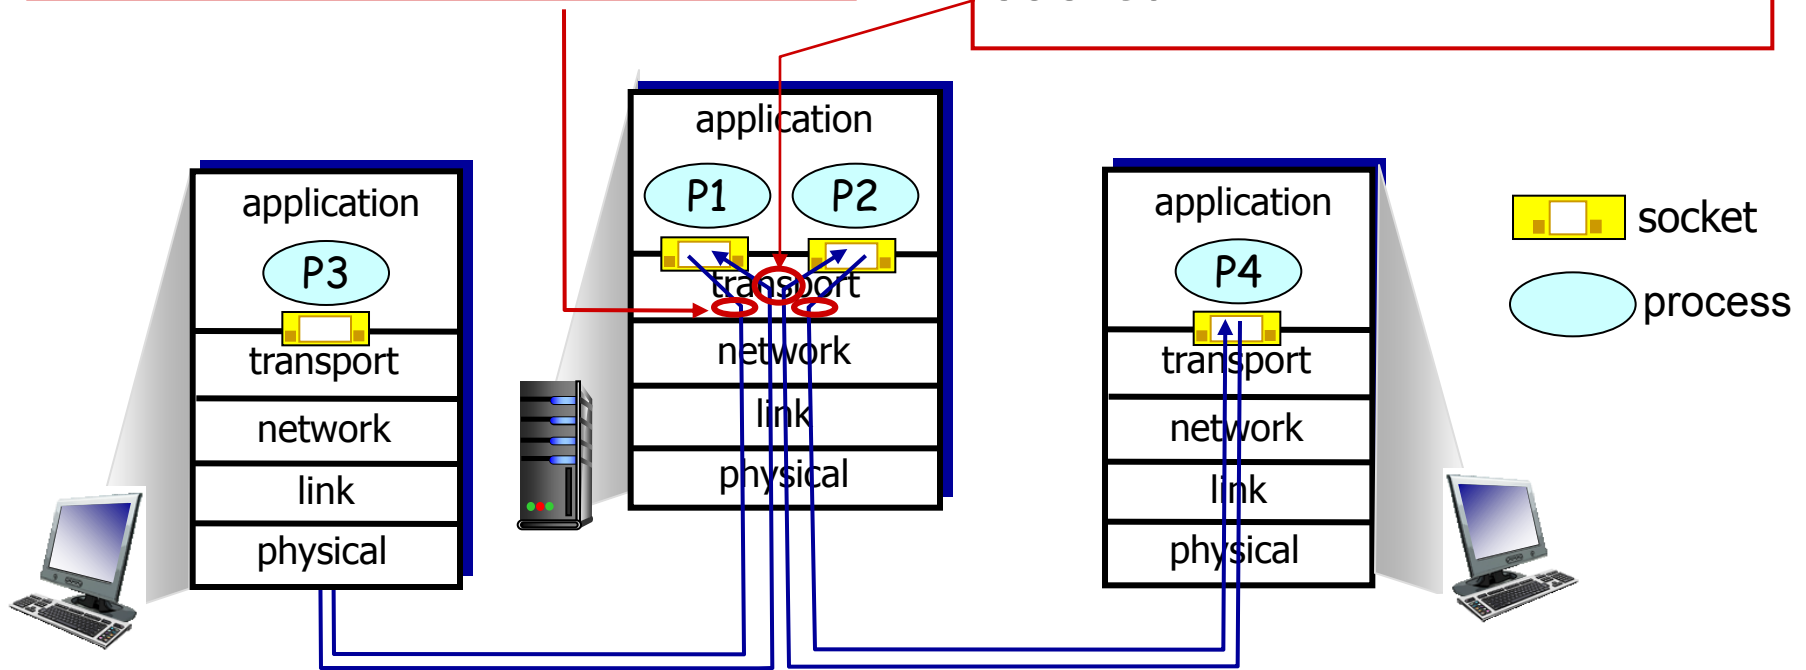 application
P1 P2
transport
network
link
physical
application
P3
transport
network
link
physical
application
P4
transport
network
link
physical
socket
process